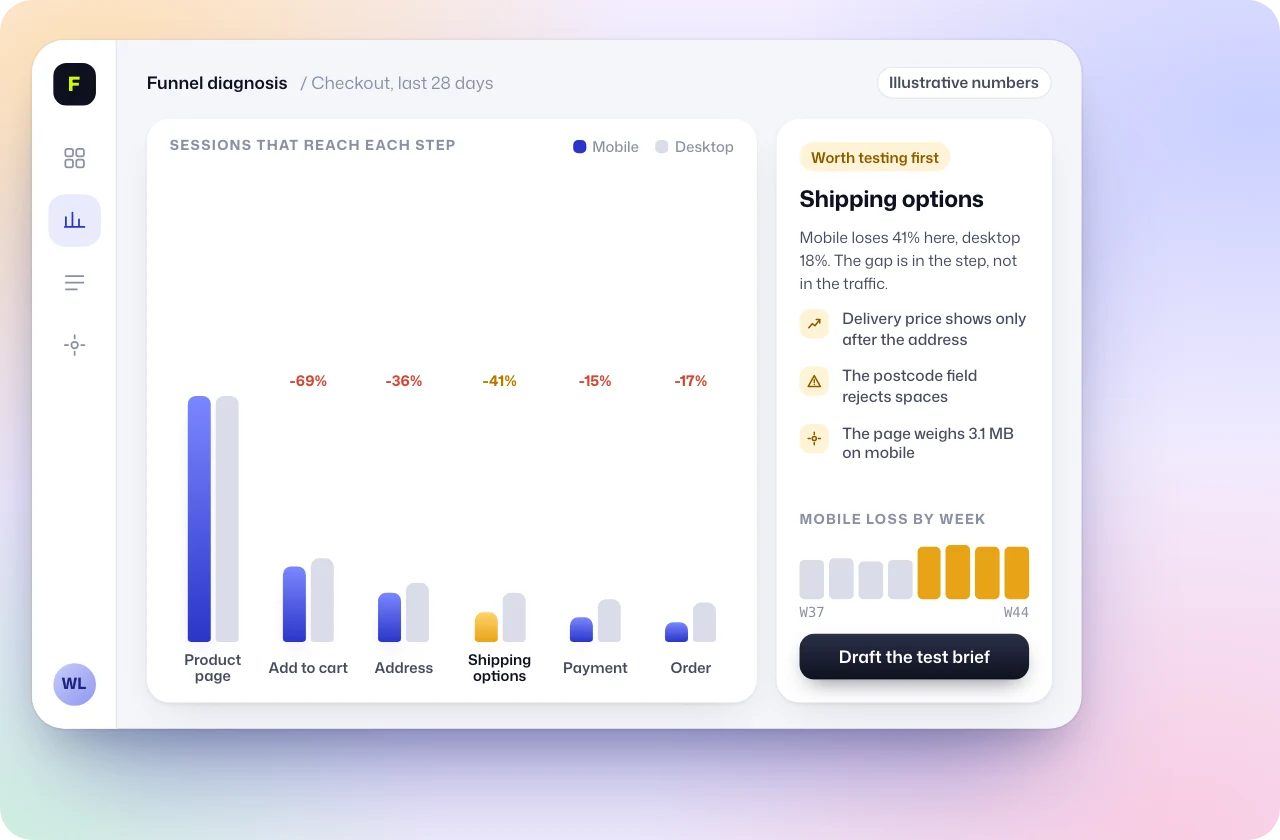 F
Funnel diagnosis / Checkout, last 28 days
Illustrative numbers
SESSIONS THAT REACH EACH STEP
Mobile
Desktop
-69%
-36%
-41%
-15%
-17%
Product
page
Add to cart
Address
Shipping
options
Payment
Order
Worth testing first
Shipping options
Mobile loses 41% here, desktop
18%. The gap is in the step, not
in the traffic.
Delivery price shows only
after the address
The postcode field
rejects spaces
The page weighs 3.1 MB
on mobile
MOBILE LOSS BY WEEK
W37
W44
Draft the test brief
WL